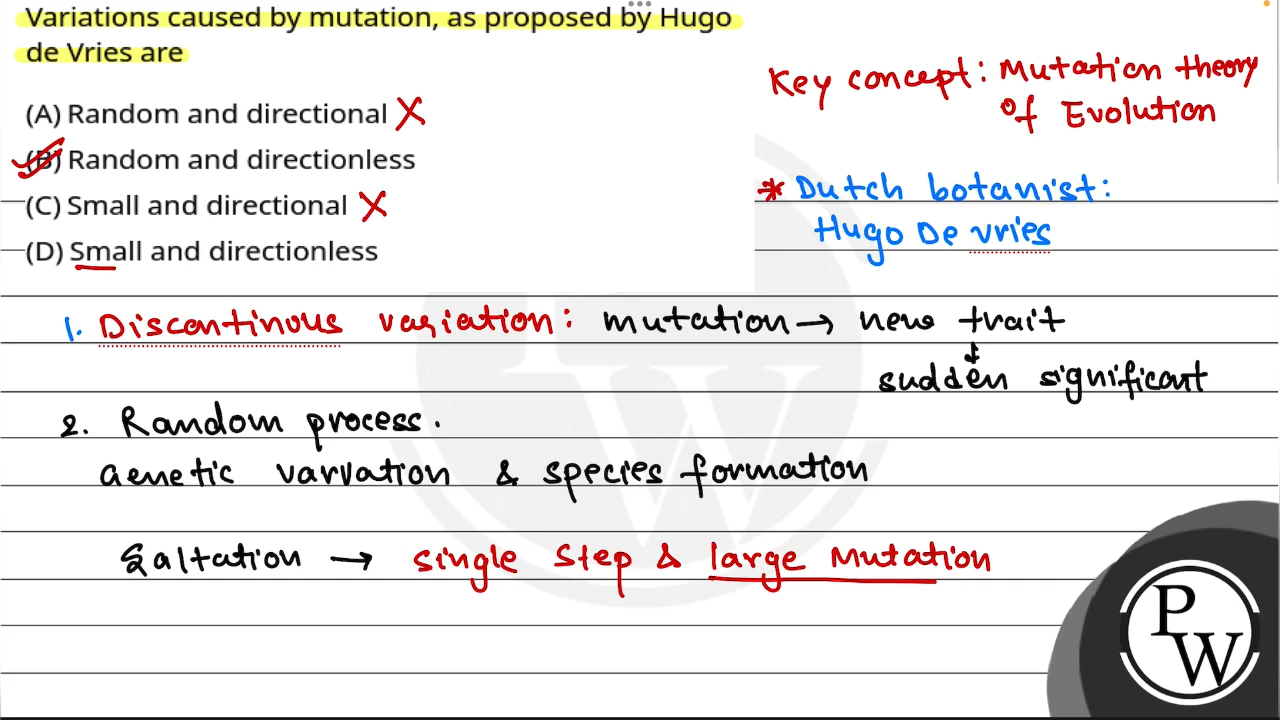 Variations caused by mutation, as proposed by Hugo
de Vries are
(A) Random and directional X
(B) Random and directionless
(C) Small and directional X
(D) Small and directionless
Key concept: Mutation theory
Of Evolution
* Dutch botanist:
Hugo De vries
1. Discontinous variation: mutation → new trait
↓
sudden significant
2. Random process.
Genetic varvation & species formation
Saltation → single step & large Mutation
P
W